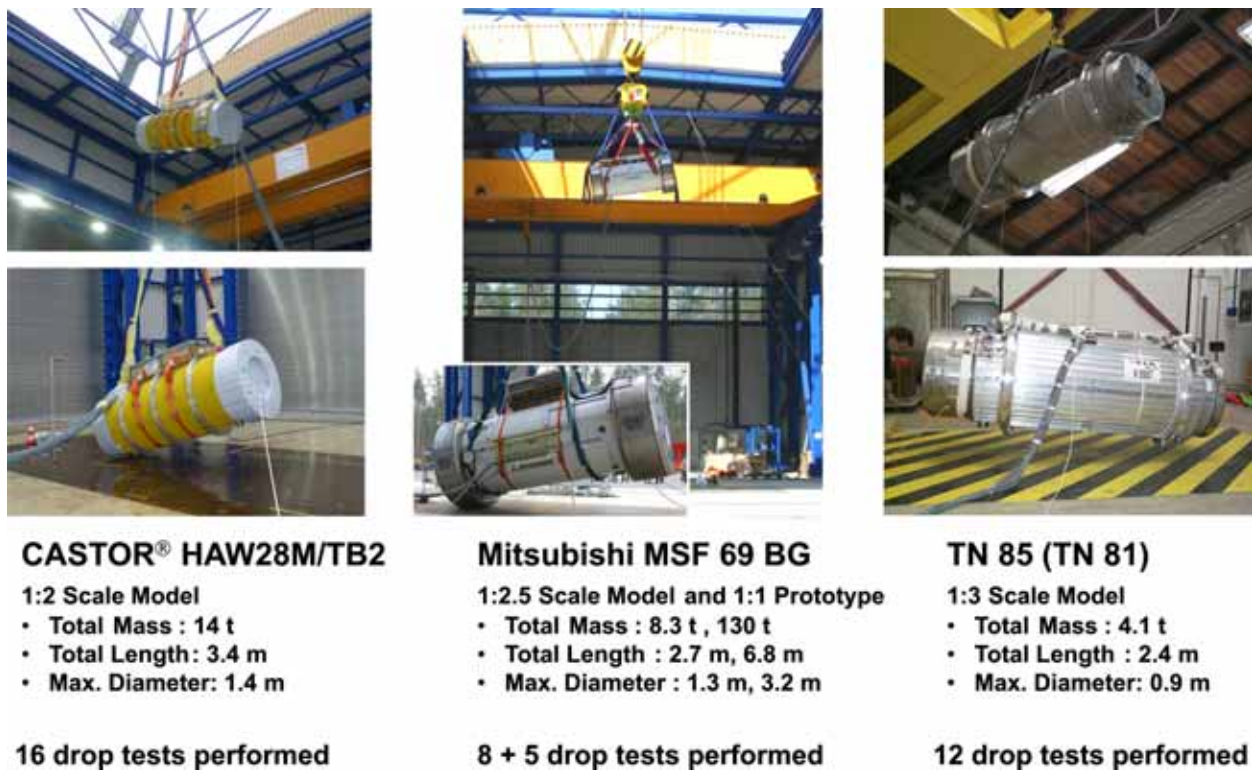 CASTOR® HAW28M/TB2
1:2 Scale Model
• Total Mass : 14 t
• Total Length: 3.4 m
• Max. Diameter: 1.4 m
16 drop tests performed
Mitsubishi MSF 69 BG
1:2.5 Scale Model and 1:1 Prototype
• Total Mass : 8.3 t , 130 t
• Total Length : 2.7 m, 6.8 m
• Max. Diameter : 1.3 m, 3.2 m
8 + 5 drop tests performed
TN 85 (TN 81)
1:3 Scale Model
• Total Mass : 4.1 t
• Total Length : 2.4 m
• Max. Diameter: 0.9 m
12 drop tests performed